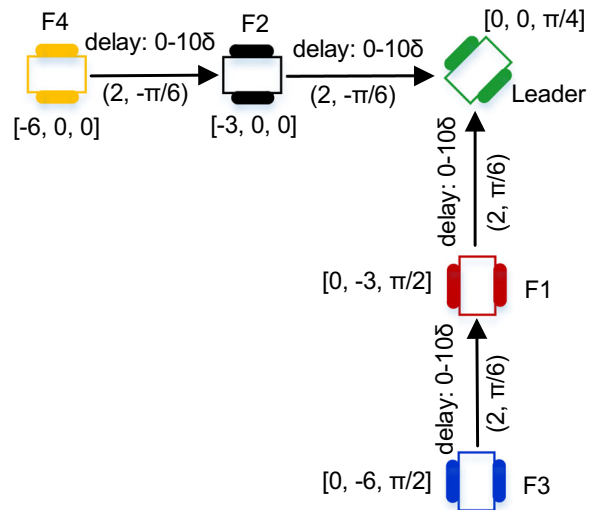 F4
F2
[0, 0, π/4]
delay: 0-10δ
delay: 0-10δ
(2, -π/6)
(2, -π/6)
Leader
[-6, 0, 0]
[-3, 0, 0]
delay: 0-10δ
(2, π/6)
[0, -3, π/2]
F1
delay: 0-10δ
(2, π/6)
[0, -6, π/2]
F3